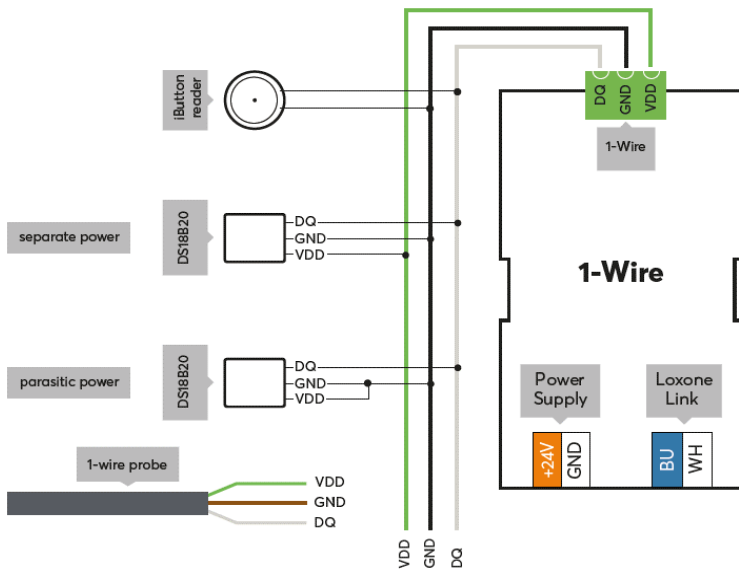 DQ
GND
VDD
1-Wire
iButton
reader
separate power
DS18B20
DQ
GND
VDD
1-Wire
parasitic power
DS18B20
DQ
GND
VDD
Power
Supply
Loxone
Link
+24V
GND
BU
WH
1-wire probe
VDD
GND
DQ
VDD
GND
DQ